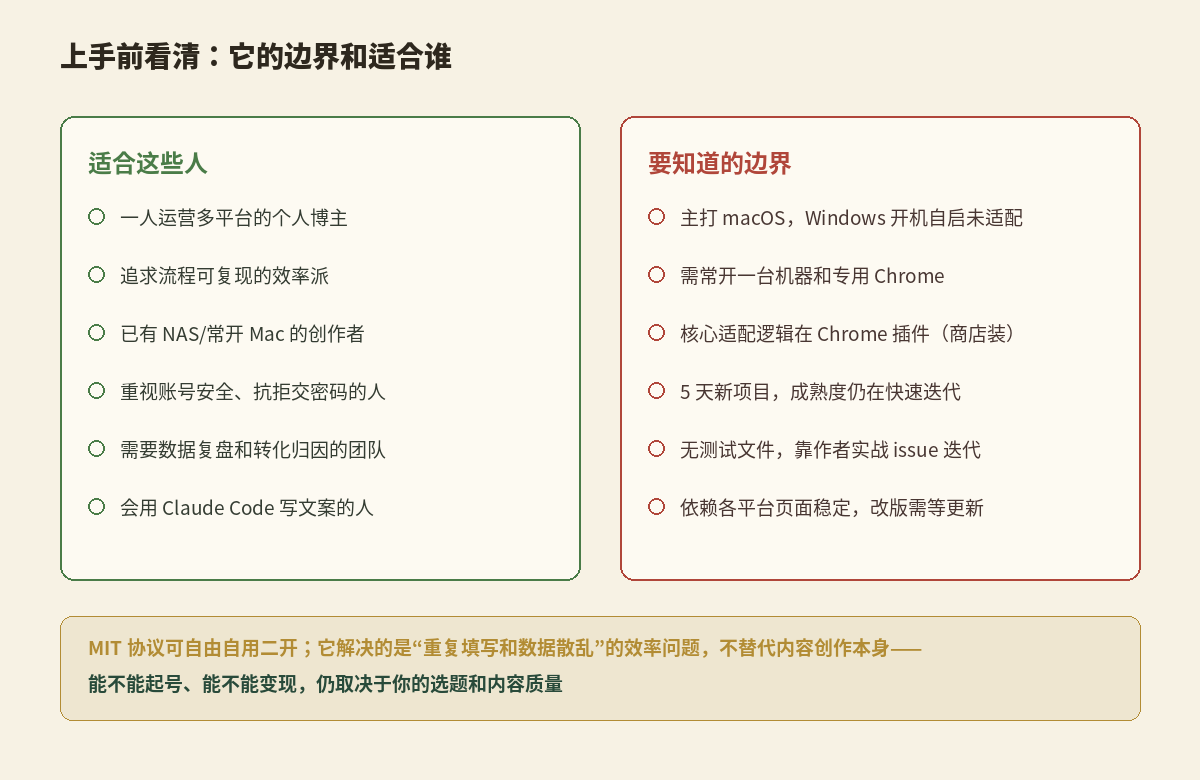 上手前看清：它的边界和适合谁
适合这些人
一人运营多平台的个人博主
追求流程可复现的效率派
已有 NAS/常开 Mac 的创作者
重视账号安全、抗拒交密码的人
需要数据复盘和转化归因的团队
会用 Claude Code 写文案的人
要知道的边界
主打 macOS，Windows 开机自启未适配
需常开一台机器和专用 Chrome
核心适配逻辑在 Chrome 插件（商店装）
5 天新项目，成熟度仍在快速迭代
无测试文件，靠作者实战 issue 迭代
依赖各平台页面稳定，改版需等更新
MIT 协议可自由自用二开；它解决的是“重复填写和数据散乱”的效率问题，不替代内容创作本身——
能不能起号、能不能变现，仍取决于你的选题和内容质量